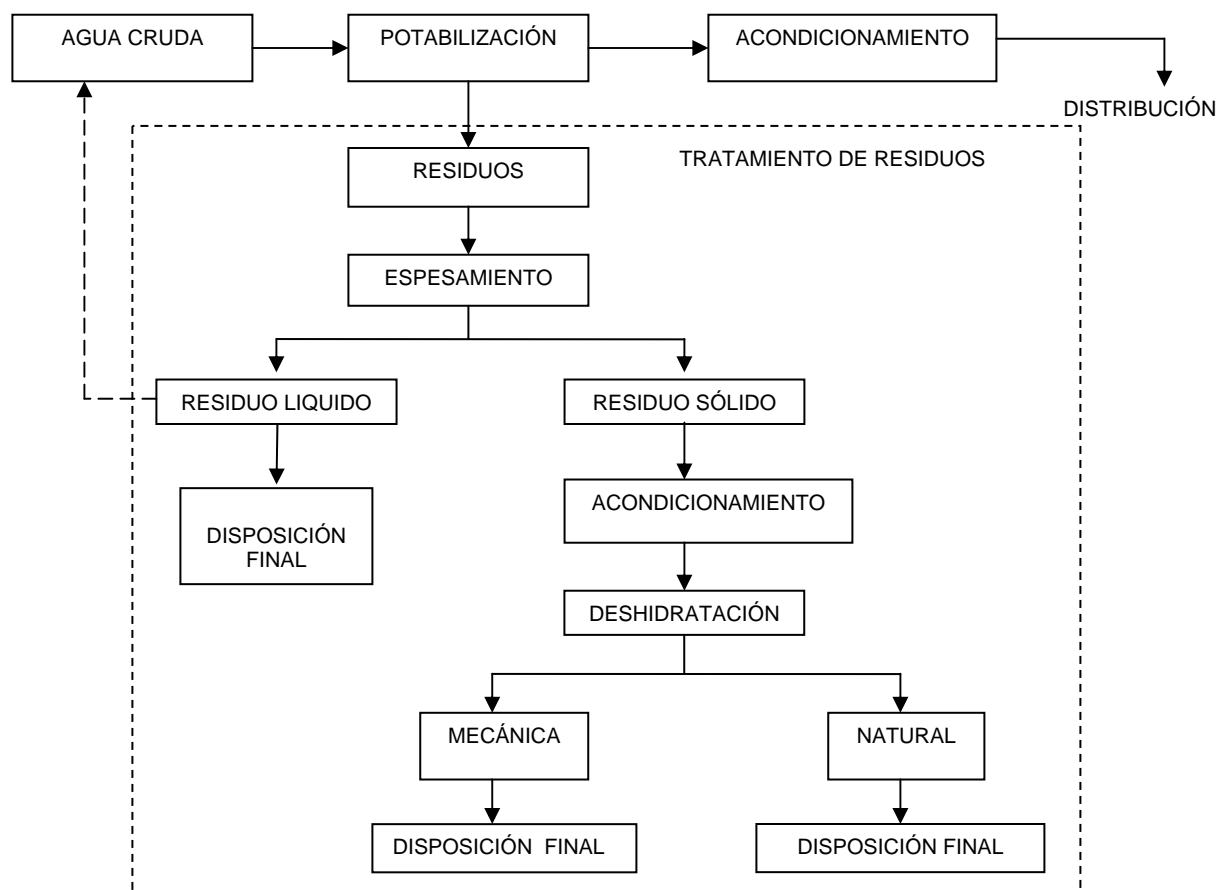 AGUA CRUDA
POTABILIZACIÓN
ACONDICIONAMIENTO
DISTRIBUCIÓN
TRATAMIENTO DE RESIDUOS
RESIDUOS
ESPESAMIENTO
RESIDUO LIQUIDO
RESIDUO SÓLIDO
DISPOSICIÓN
FINAL
ACONDICIONAMIENTO
DESHIDRATACIÓN
MECÁNICA
NATURAL
DISPOSICIÓN FINAL
DISPOSICIÓN FINAL